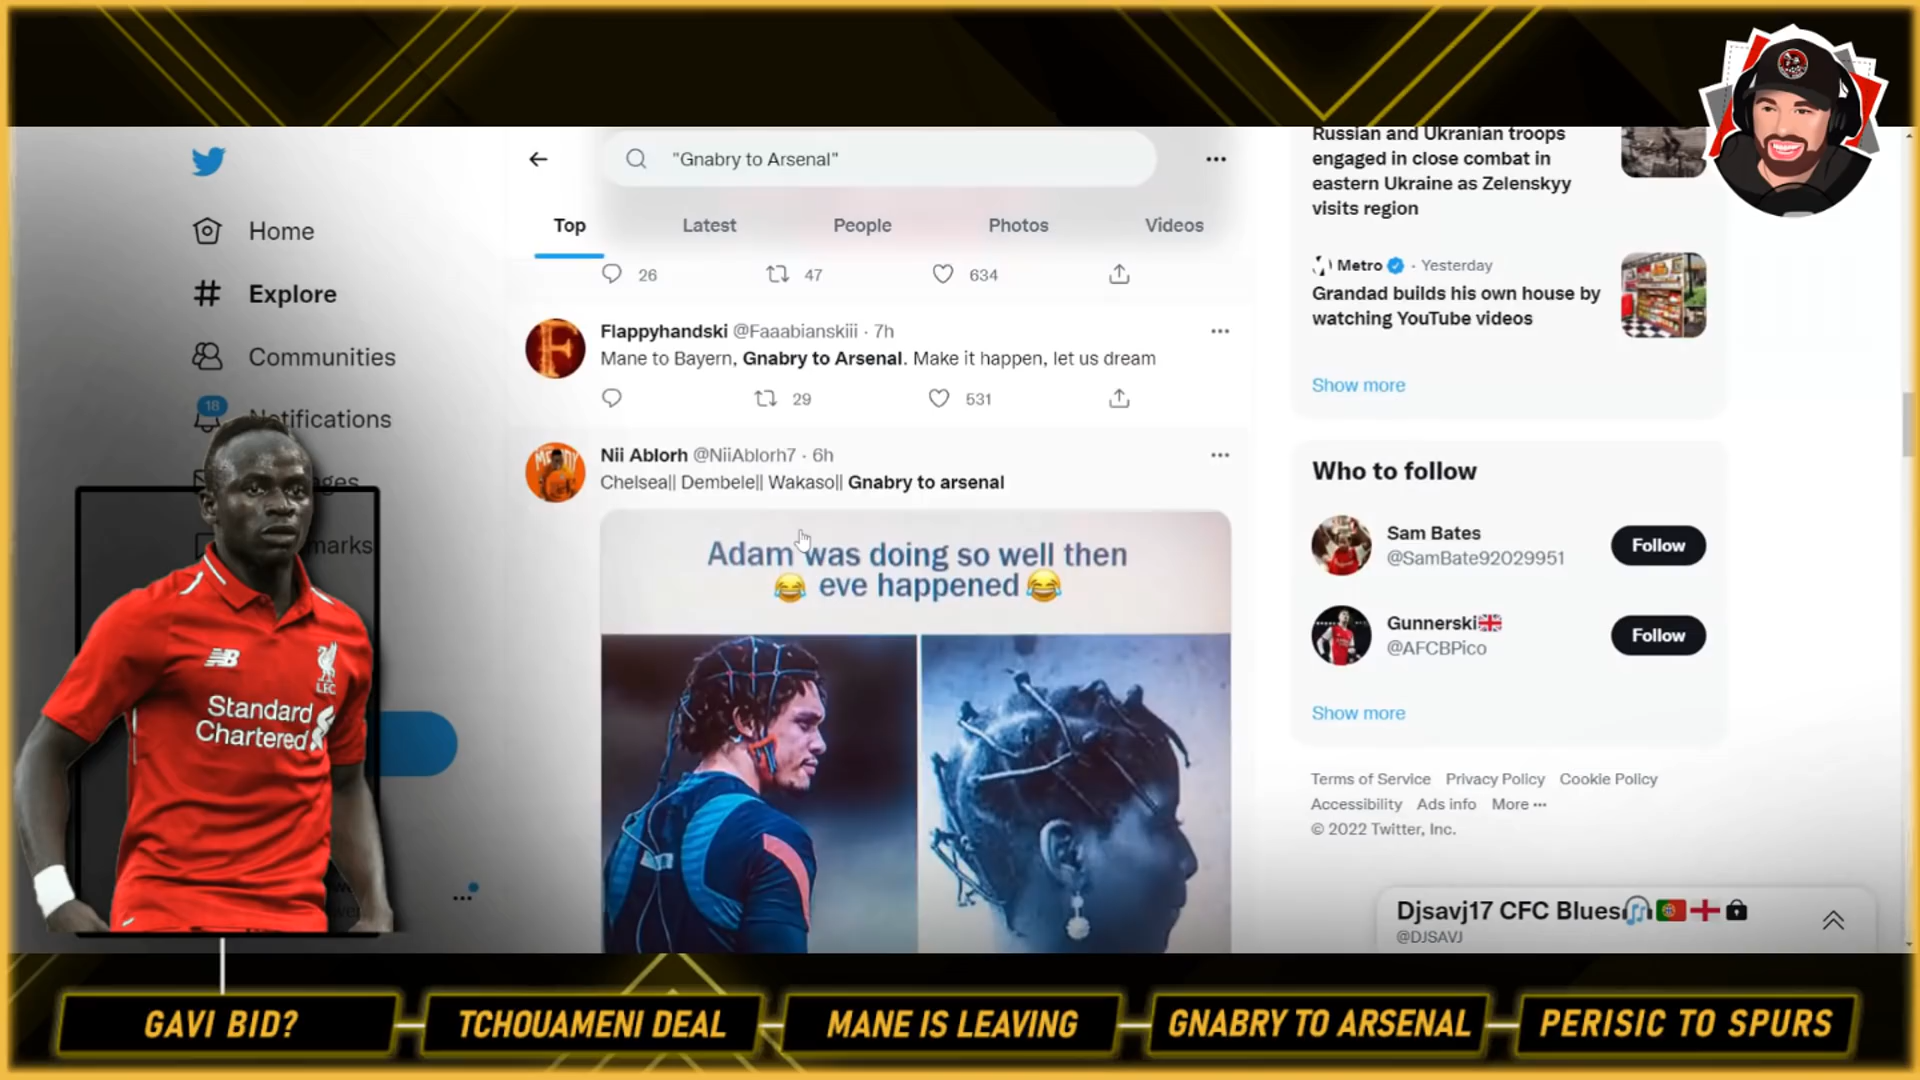 Home
Explore
Communities
18
Notifications
ges
marks
"Gnabry to Arsenal"
Top
Latest
People
Photos
Videos
26
47
634
Flappyhandski @Faaabianskiii · 7h
Mane to Bayern, Gnabry to Arsenal. Make it happen, let us dream
29
531
Nii Ablorh @NiiAblorh7 · 6h
Chelsea|| Dembele|| Wakaso|| Gnabry to arsenal
Adam was doing so well then
😂 eve happened 😂
Russian and Ukrainian troops
engaged in close combat in
eastern Ukraine as Zelenskyy
visits region
Metro · Yesterday
Grandad builds his own house by
watching YouTube videos
Show more
Who to follow
Sam Bates
@SamBate92029951
Follow
Gunnerski🇬🇧
@AFCBPico
Follow
Show more
Terms of Service Privacy Policy Cookie Policy
Accessibility Ads info More ···
© 2022 Twitter, Inc.
Djsavj17 CFC Blues
@DJSAVJ
NB
LFC
Standard
Chartered
GAVI BID?
TCHOUAMENI DEAL
MANE IS LEAVING
GNABRY TO ARSENAL
PERISIC TO SPURS